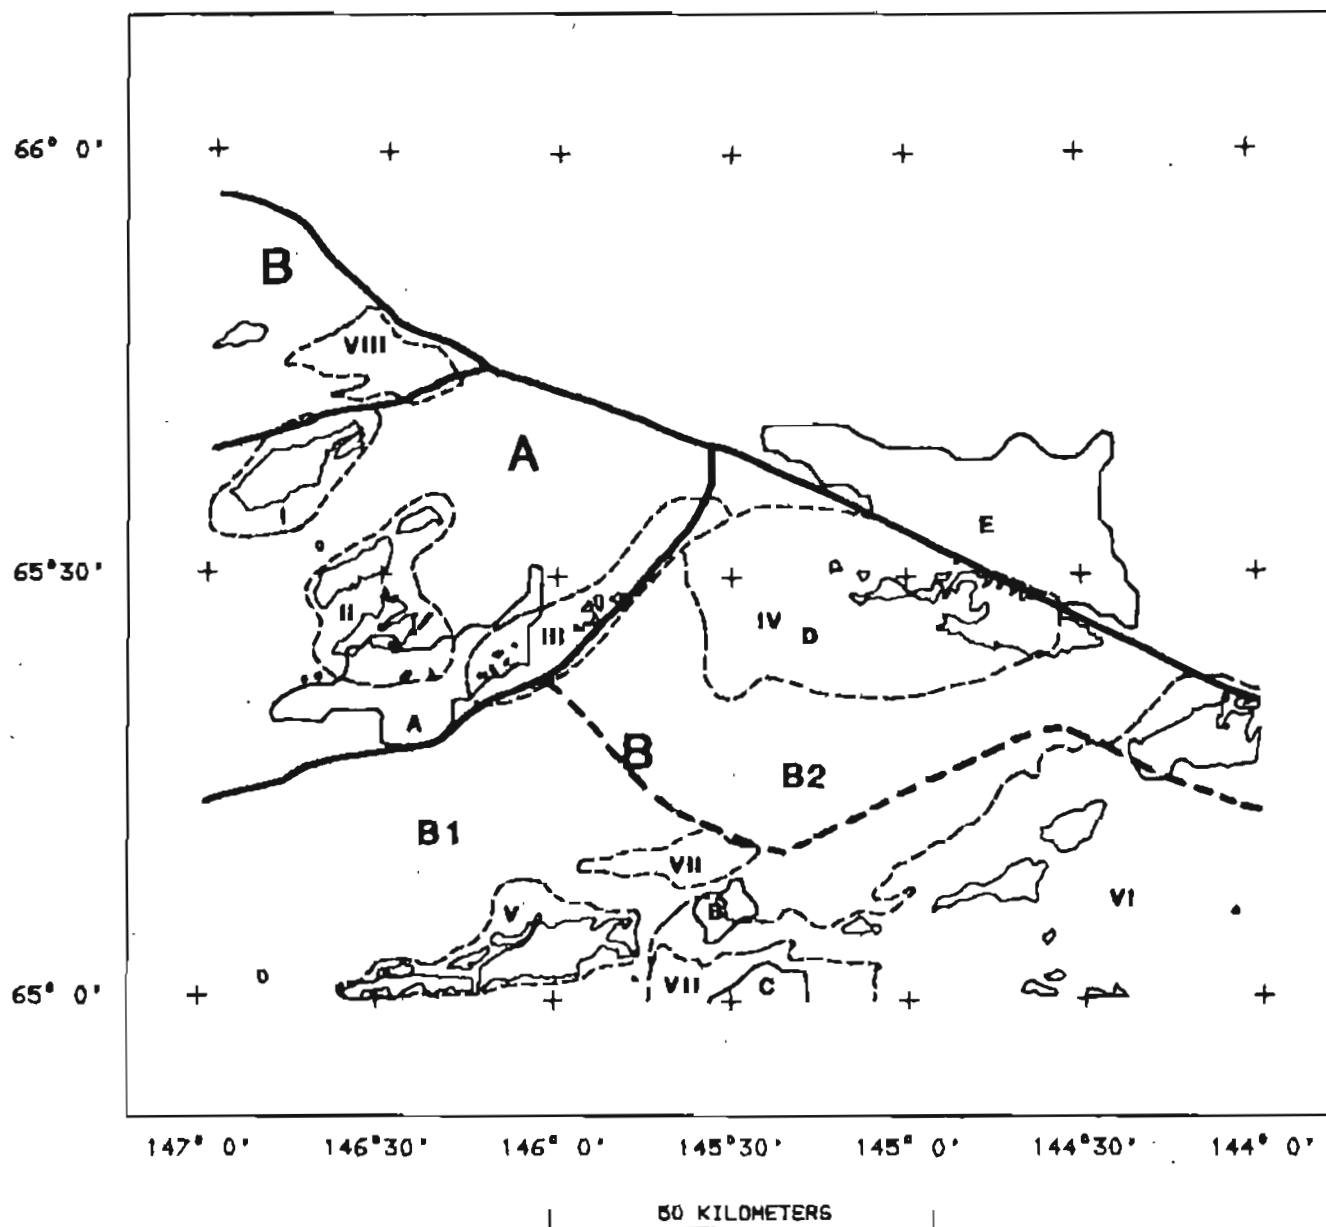 66° 0'
B
VIII
A
E
65° 30'
II
III
IV
D
A
B
B2
B1
VII
V
B
VI
65° 0'
VII
C
147° 0' 146° 30' 146° 0' 145° 30' 145° 0' 144° 30' 144° 0'
50 KILOMETERS